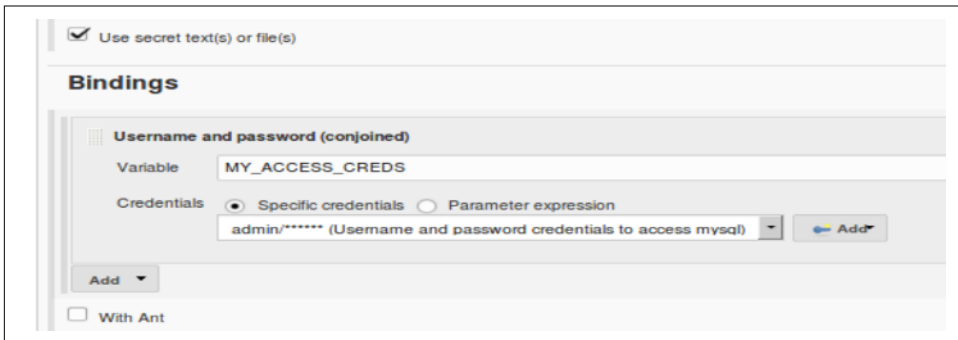 Use secret text(s) or file(s)
Bindings
Username and password (conjoined)
Variable MY_ACCESS_CREDS
Credentials Specific credentials Parameter expression
admin/****** (Username and password credentials to access mysql) Add
Add
With Ant